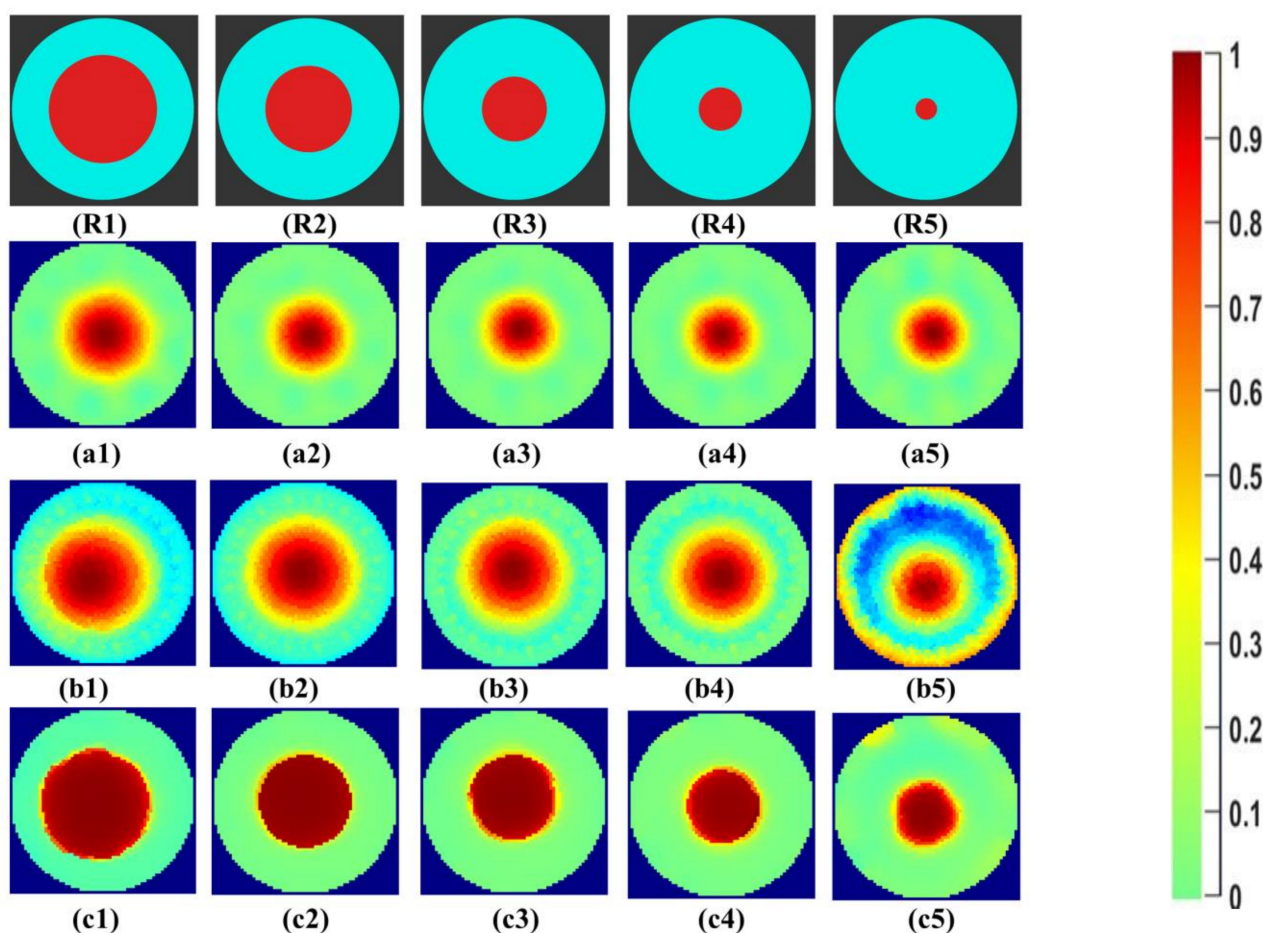 (R1) (R2) (R3) (R4) (R5)
(a1) (a2) (a3) (a4) (a5)
(b1) (b2) (b3) (b4) (b5)
(c1) (c2) (c3) (c4) (c5)
1
0.9
0.8
0.7
0.6
0.5
0.4
0.3
0.2
0.1
0